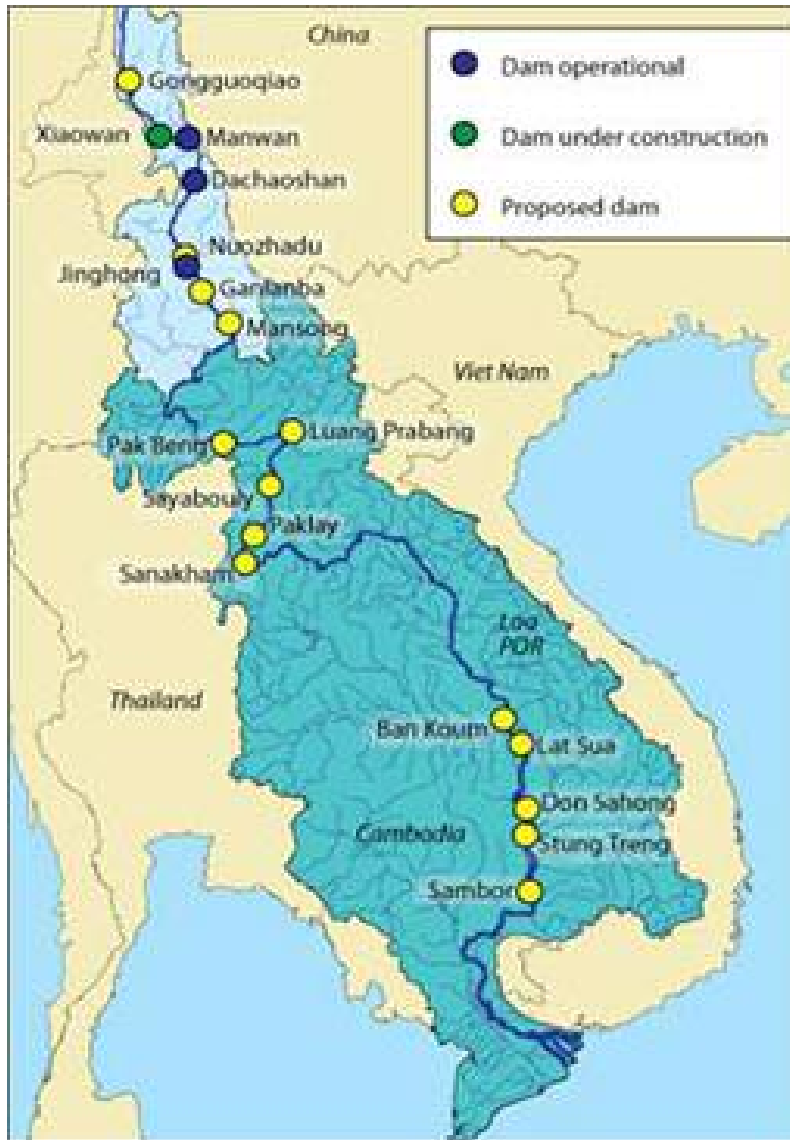 China
Dam operational
Dam under construction
Proposed dam
Gongguoqiao
Xiaowan
Manwan
Dachaoshan
Nuozhadu
Jinghong
Ganlanba
Mansong
Viet Nam
Luang Prabang
Pak Beng
Sayabouly
Paklay
Sanakham
Lao
PDR
Thailand
Ban Koum
Lat Sua
Don Sahong
Cambodia
Stung Treng
Sambor